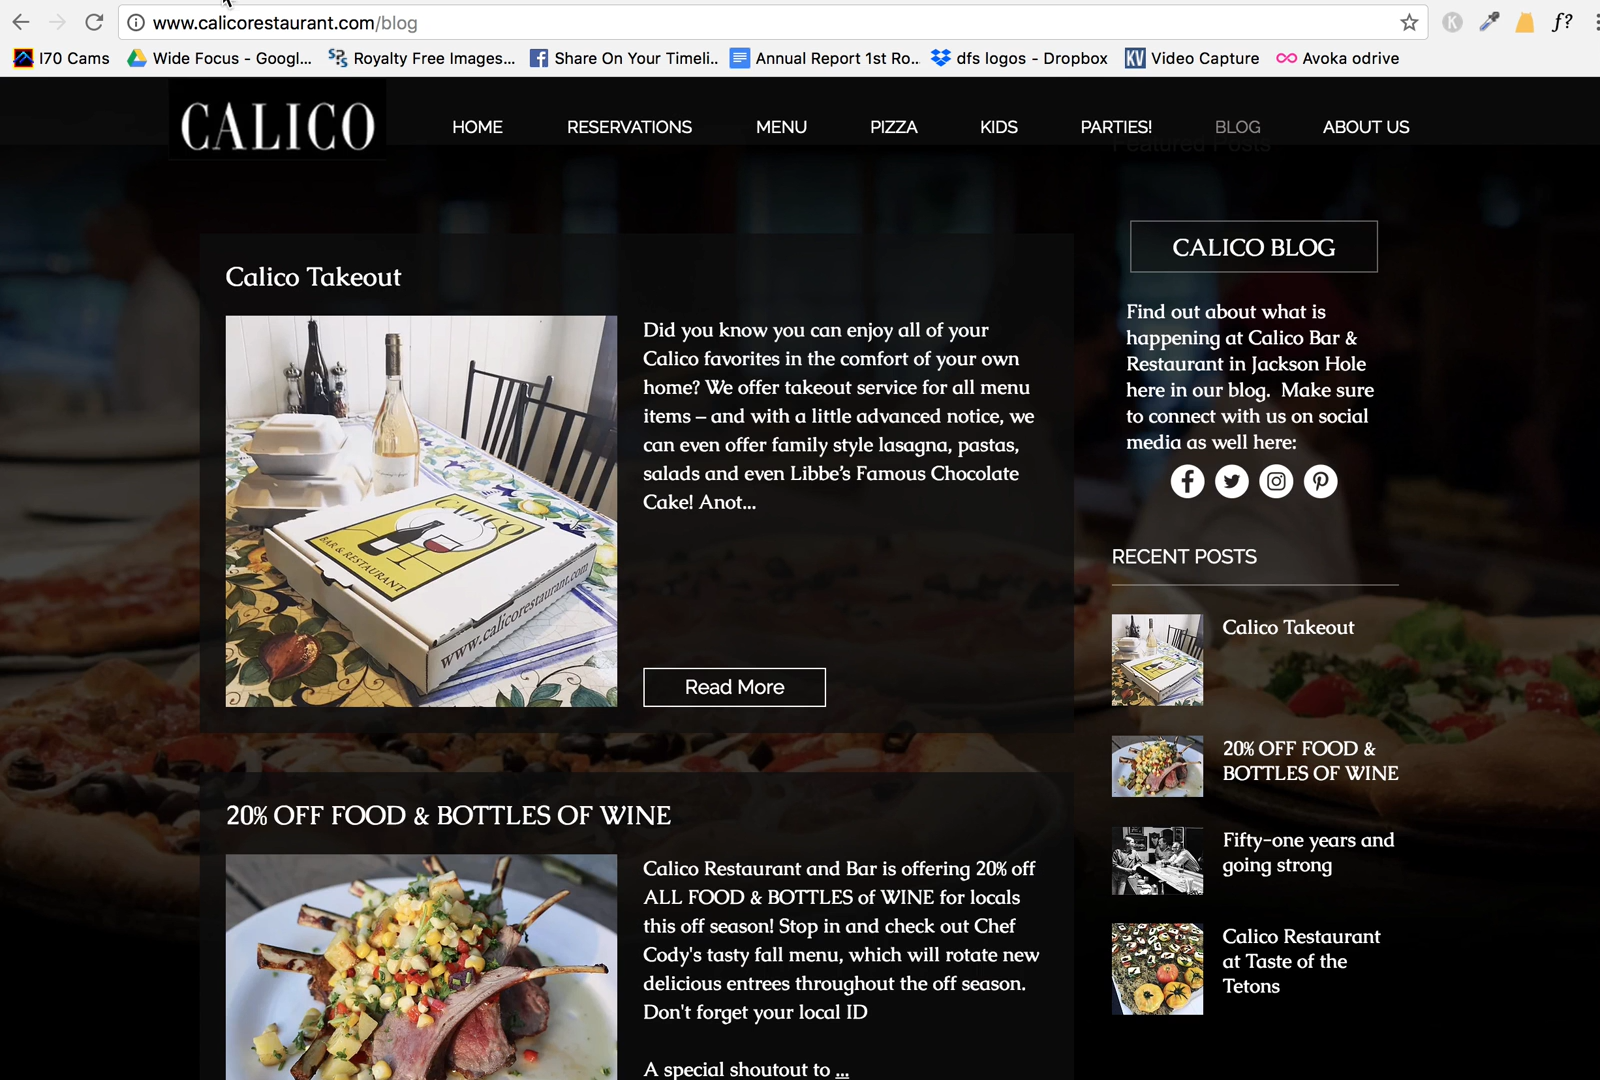 www.calicorestaurant.com/blog
I70 Cams
Wide Focus - Googl...
Royalty Free Images...
Share On Your Timeli..
Annual Report 1st Ro...
dfs logos - Dropbox
KV
Video Capture
Avoka odrive
K
f?
CALICO
HOME
RESERVATIONS
MENU
PIZZA
KIDS
PARTIES!
BLOG
ABOUT US
Featured Posts
Calico Takeout
CALICO
BAR & RESTAURANT
www.calicorestaurant.com
Did you know you can enjoy all of your
Calico favorites in the comfort of your own
home? We offer takeout service for all menu
items – and with a little advanced notice, we
can even offer family style lasagna, pastas,
salads and even Libbe’s Famous Chocolate
Cake! Anot...
Read More
20% OFF FOOD & BOTTLES OF WINE
Calico Restaurant and Bar is offering 20% off
ALL FOOD & BOTTLES of WINE for locals
this off season! Stop in and check out Chef
Cody's tasty fall menu, which will rotate new
delicious entrees throughout the off season.
Don't forget your local ID
A special shoutout to ...
CALICO BLOG
Find out about what is
happening at Calico Bar &
Restaurant in Jackson Hole
here in our blog.  Make sure
to connect with us on social
media as well here:
RECENT POSTS
Calico Takeout
20% OFF FOOD &
BOTTLES OF WINE
Fifty-one years and
going strong
Calico Restaurant
at Taste of the
Tetons